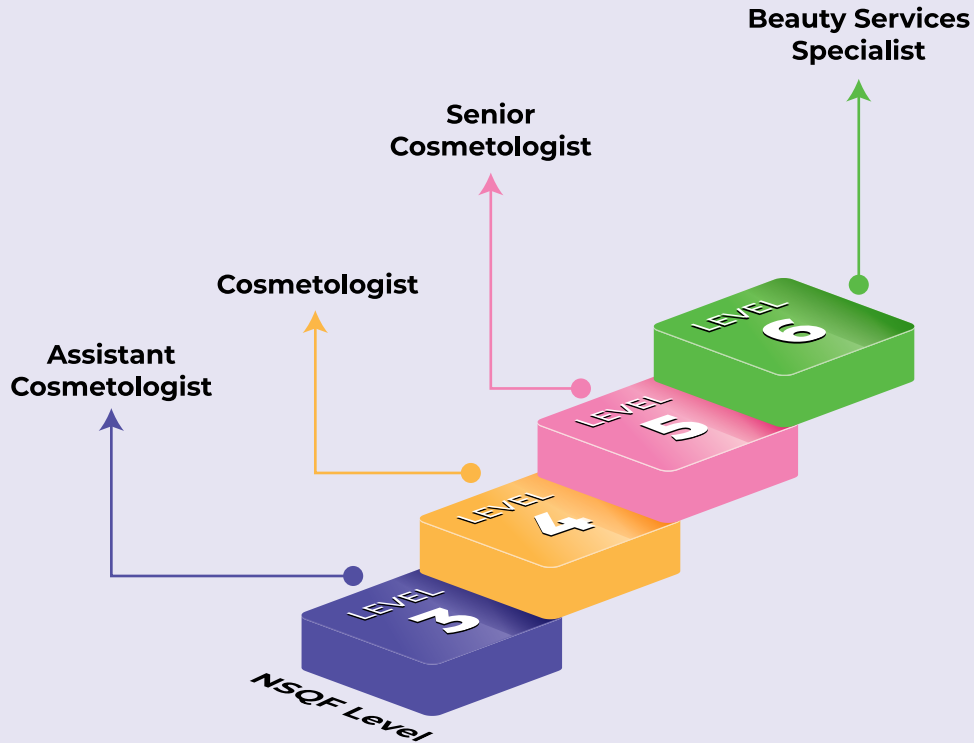 Beauty Services
Specialist
Senior
Cosmetologist
Cosmetologist
Assistant
Cosmetologist
LEVEL
6
LEVEL
5
LEVEL
4
LEVEL
3
NSQF Level